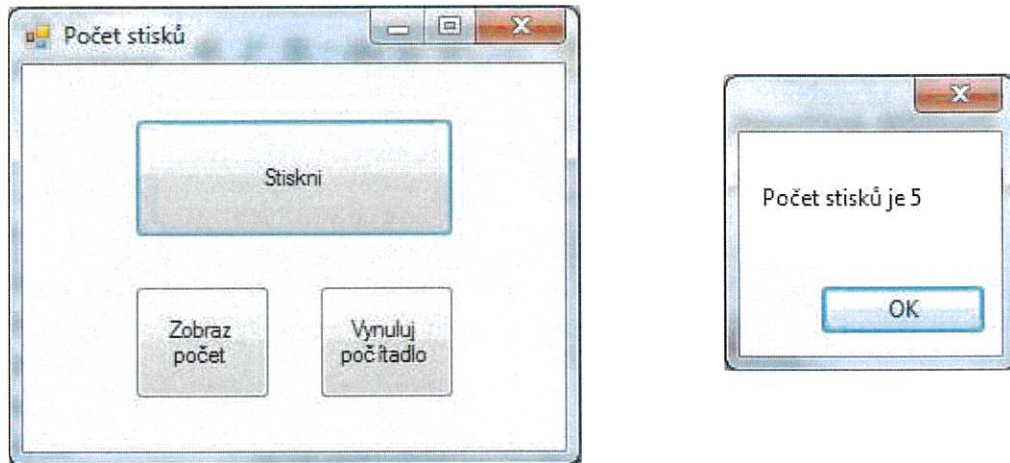 Počet stisků
Stiskni
Zobraz
počet
Vynuluj
počítadlo
Počet stisků je 5
OK